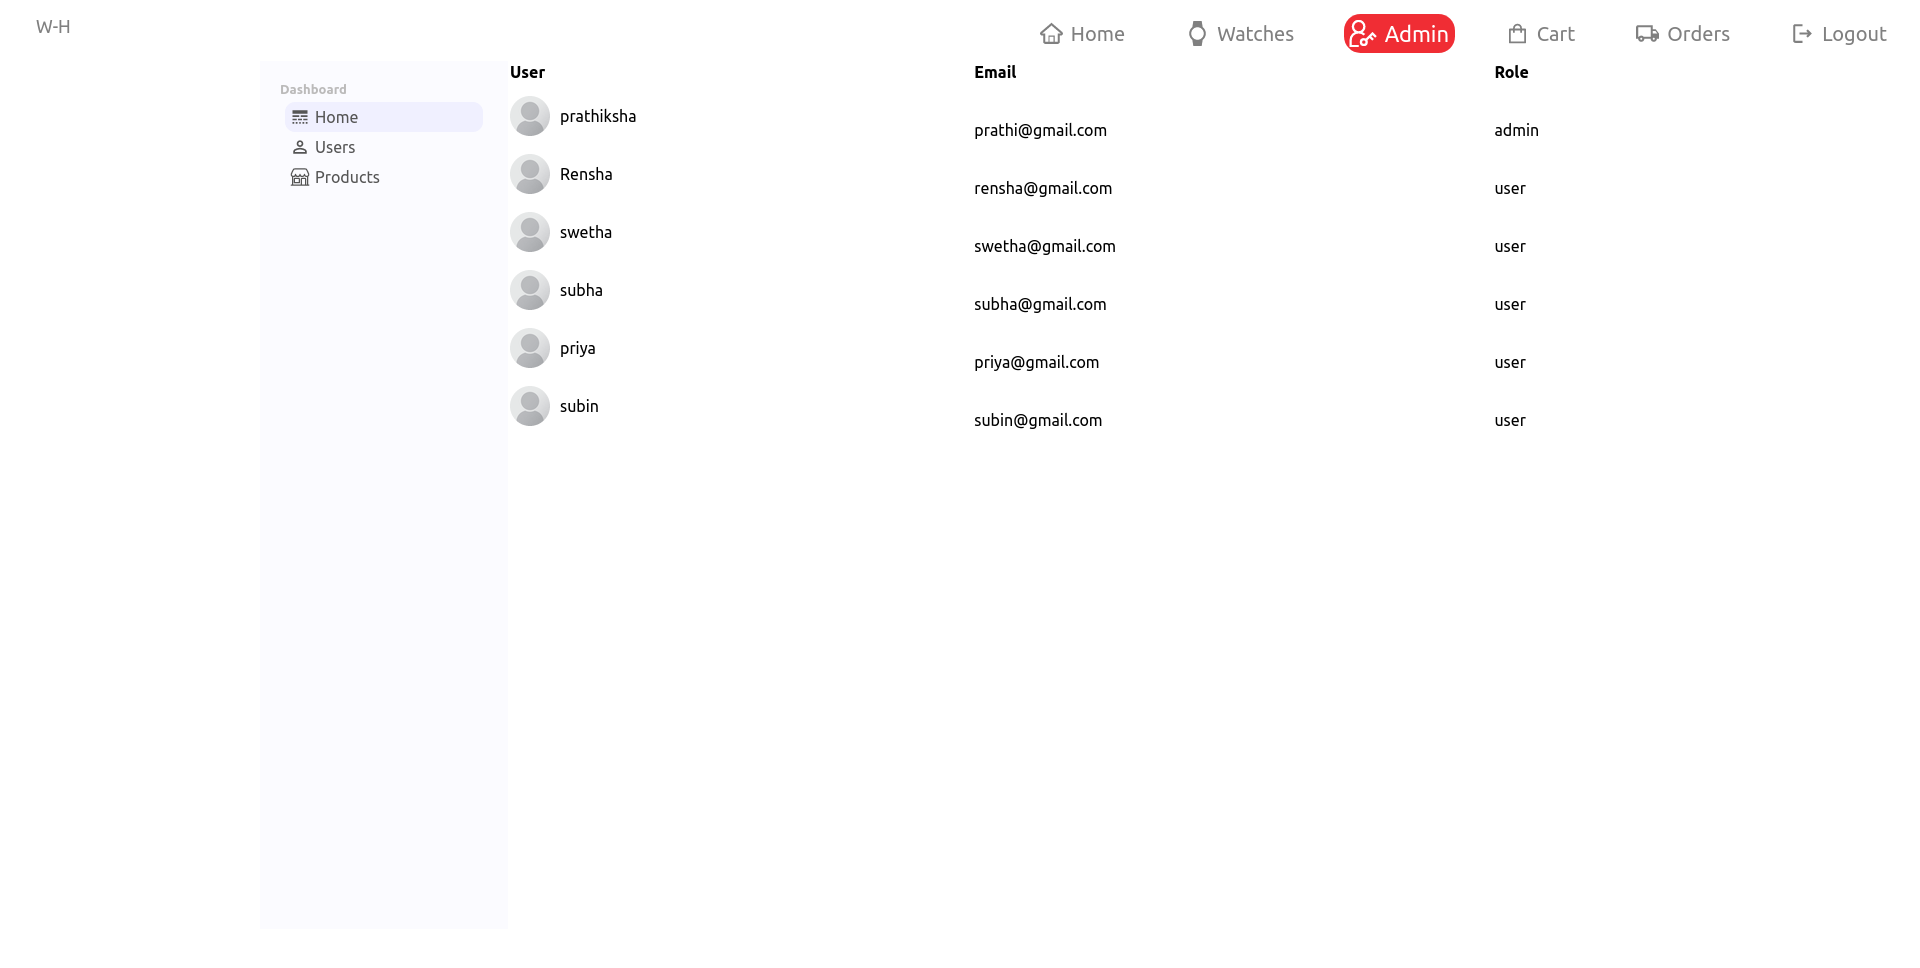 W-H
Home Watches Admin Cart Orders Logout
Dashboard
Home
Users
Products
User Email Role
prathiksha prathi@gmail.com admin
Rensha rensha@gmail.com user
swetha swetha@gmail.com user
subha subha@gmail.com user
priya priya@gmail.com user
subin subin@gmail.com user